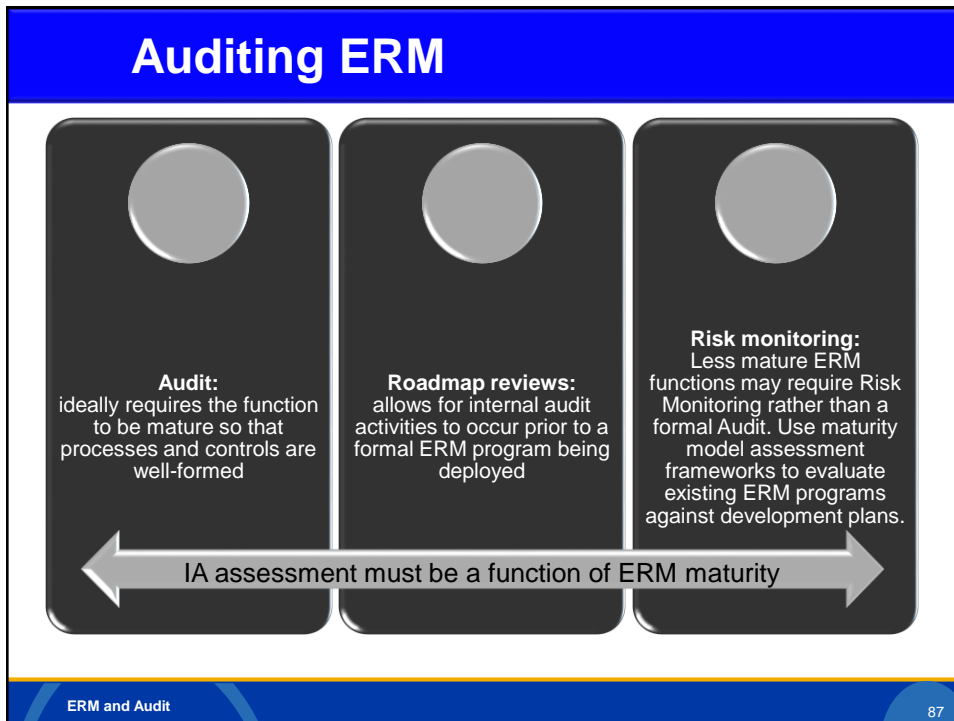 Auditing ERM
Audit:
ideally requires the function
to be mature so that
processes and controls are
well-formed
Roadmap reviews:
allows for internal audit
activities to occur prior to a
formal ERM program being
deployed
Risk monitoring:
Less mature ERM
functions may require Risk
Monitoring rather than a
formal Audit. Use maturity
model assessment
frameworks to evaluate
existing ERM programs
against development plans.
IA assessment must be a function of ERM maturity
ERM and Audit
87